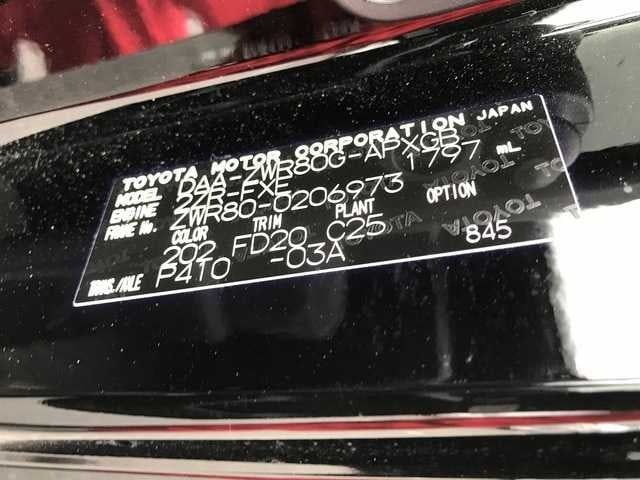 TOYOTA MOTOR CORPORATION JAPAN
MODEL DAA-ZWR80G-APXGB
ENGINE 2ZR-FXE 1797 mL
FRAME No. ZWR80-0206973
COLOR TRIM PLANT OPTION
202 FD20 C25
TRANS./AXLE P410 -03A 845